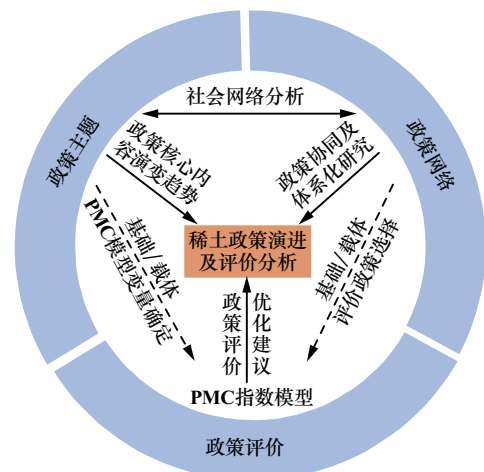 社会网络分析
政策主题
政策网络
政策核心内
容演变趋势
政策协同及
体系化研究
稀土政策演进
及评价分析
基础/载体
PMC模型变量确定
基础/载体
评价政策选择
政策评价
优化建议
PMC指数模型
政策评价